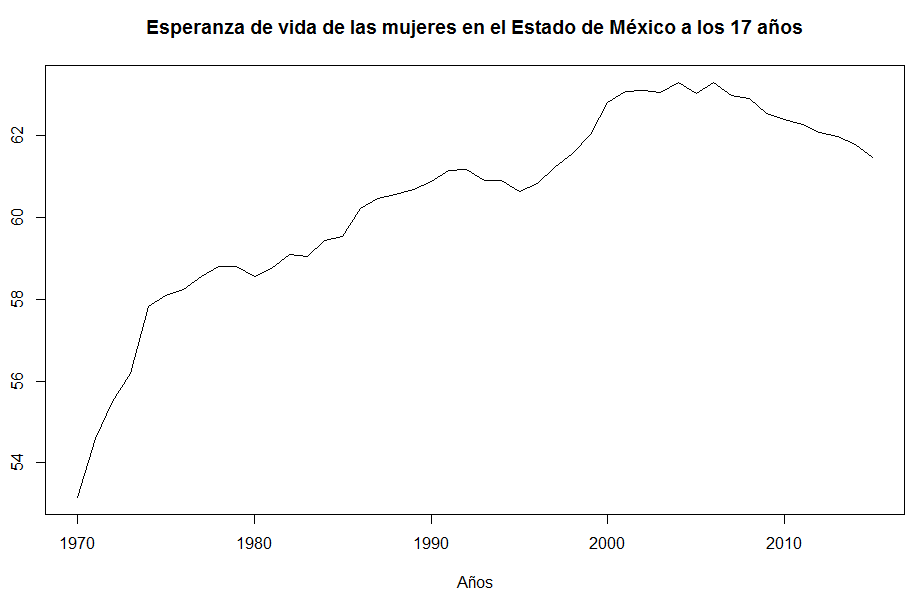 Esperanza de vida de las mujeres en el Estado de México a los 17 años
62
60
58
56
54
1970 1980 1990 2000 2010
Años